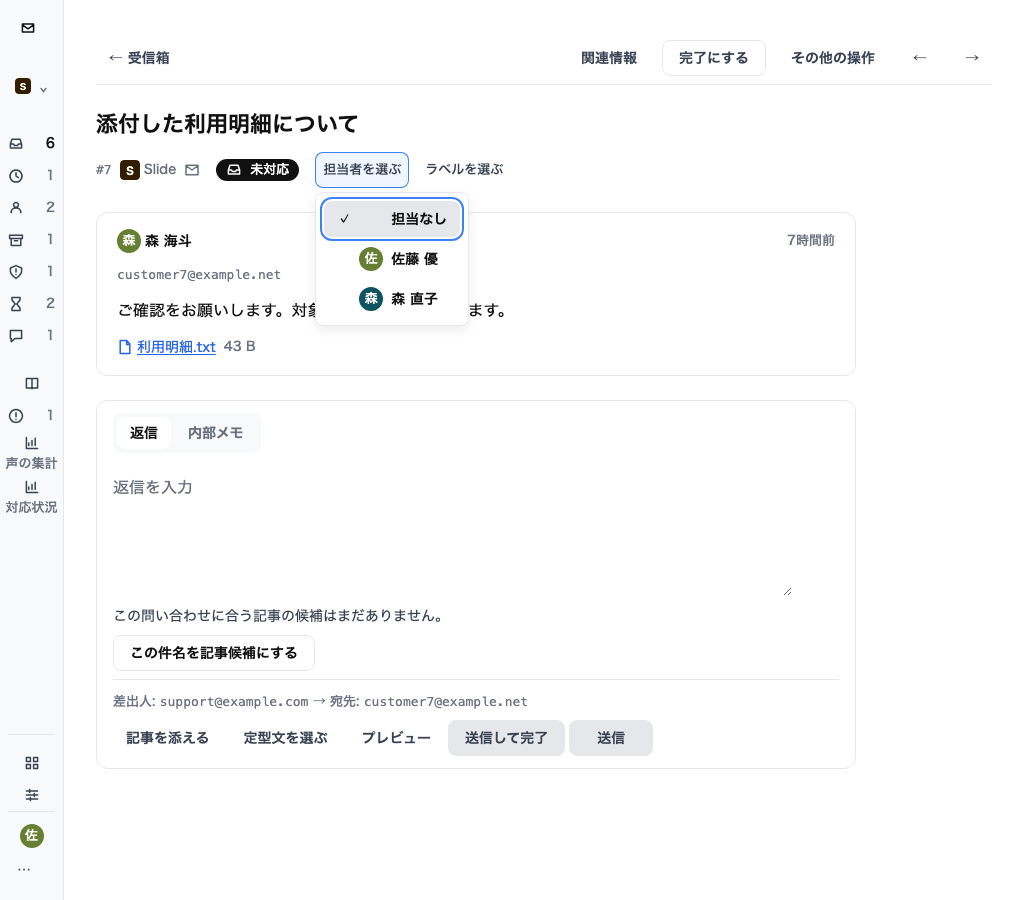 S
6
1
2
1
1
2
1
1
声の集計
対応状況
佐
…
← 受信箱
関連情報
完了にする
その他の操作
←
→
添付した利用明細について
#7 S Slide 未対応 担当者を選ぶ ラベルを選ぶ
✓ 担当なし
佐 佐藤 優
森 森 直子
森 森 海斗
7時間前
customer7@example.net
ご確認をお願いします。対
ます。
利用明細.txt 43 B
返信 内部メモ
返信を入力
この問い合わせに合う記事の候補はまだありません。
この件名を記事候補にする
差出人: support@example.com → 宛先: customer7@example.net
記事を添える 定型文を選ぶ プレビュー 送信して完了 送信